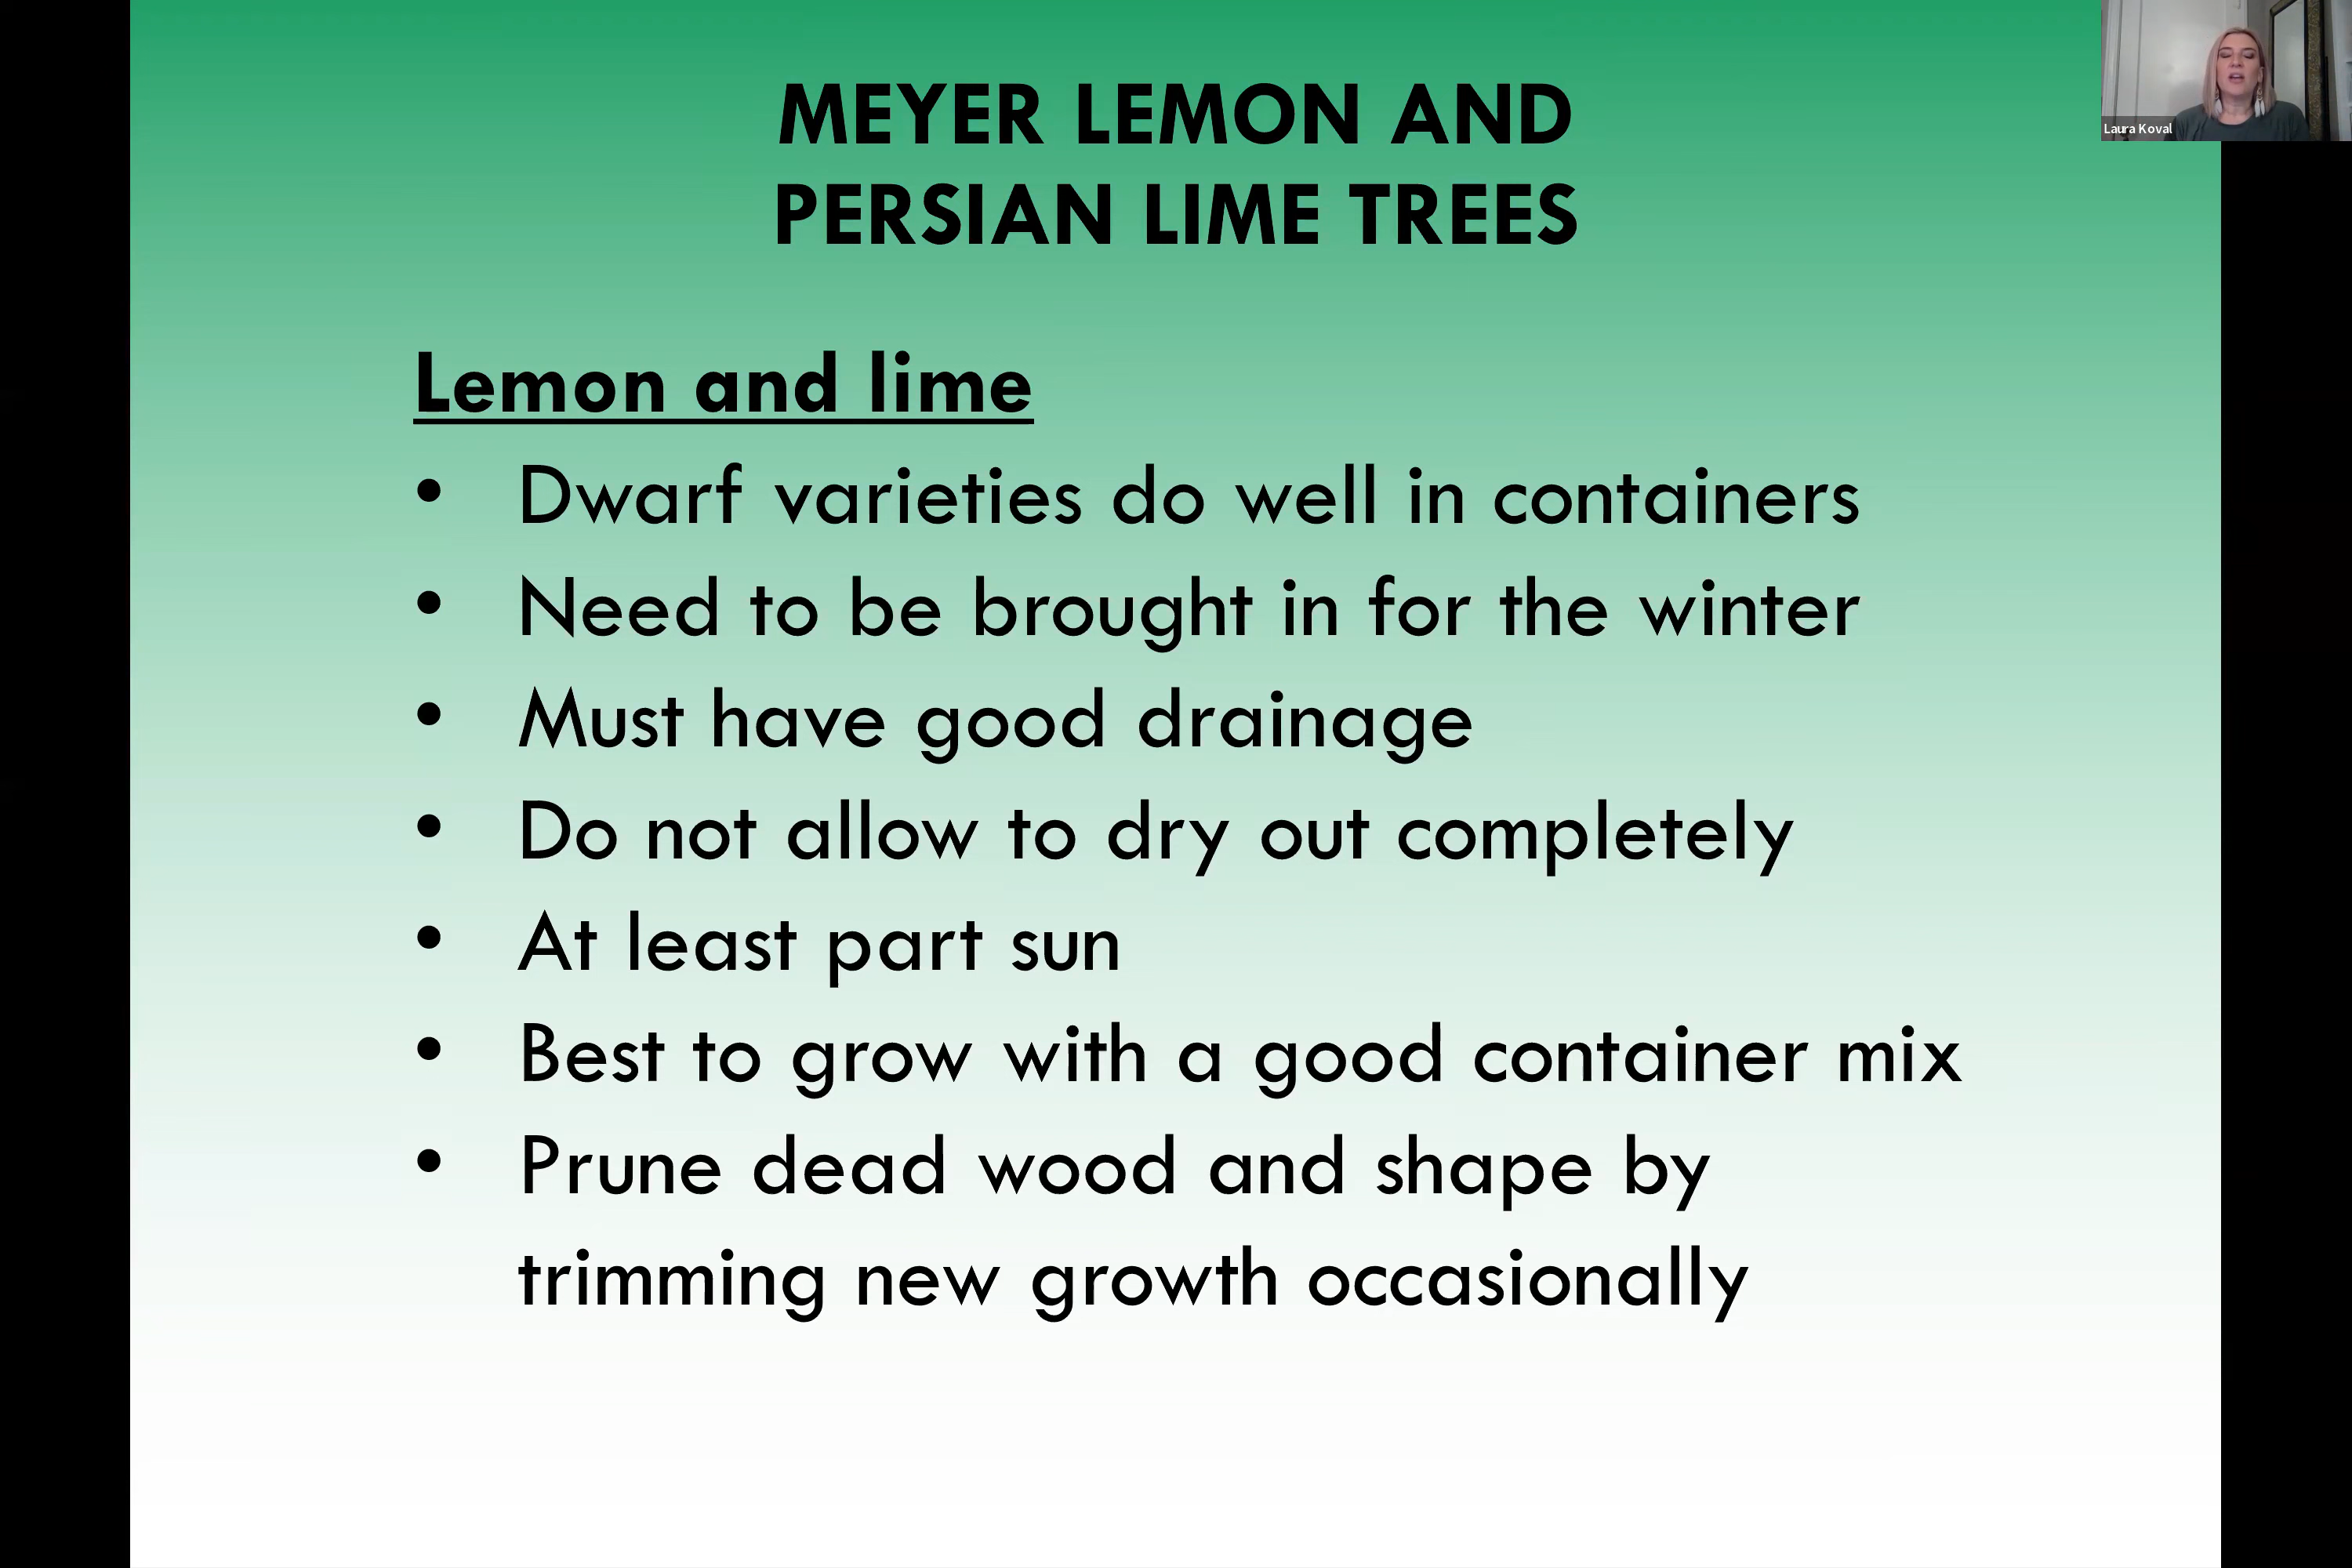 MEYER LEMON AND
PERSIAN LIME TREES
Laura Koval
Lemon and lime
• Dwarf varieties do well in containers
• Need to be brought in for the winter
• Must have good drainage
• Do not allow to dry out completely
• At least part sun
• Best to grow with a good container mix
• Prune dead wood and shape by
trimming new growth occasionally